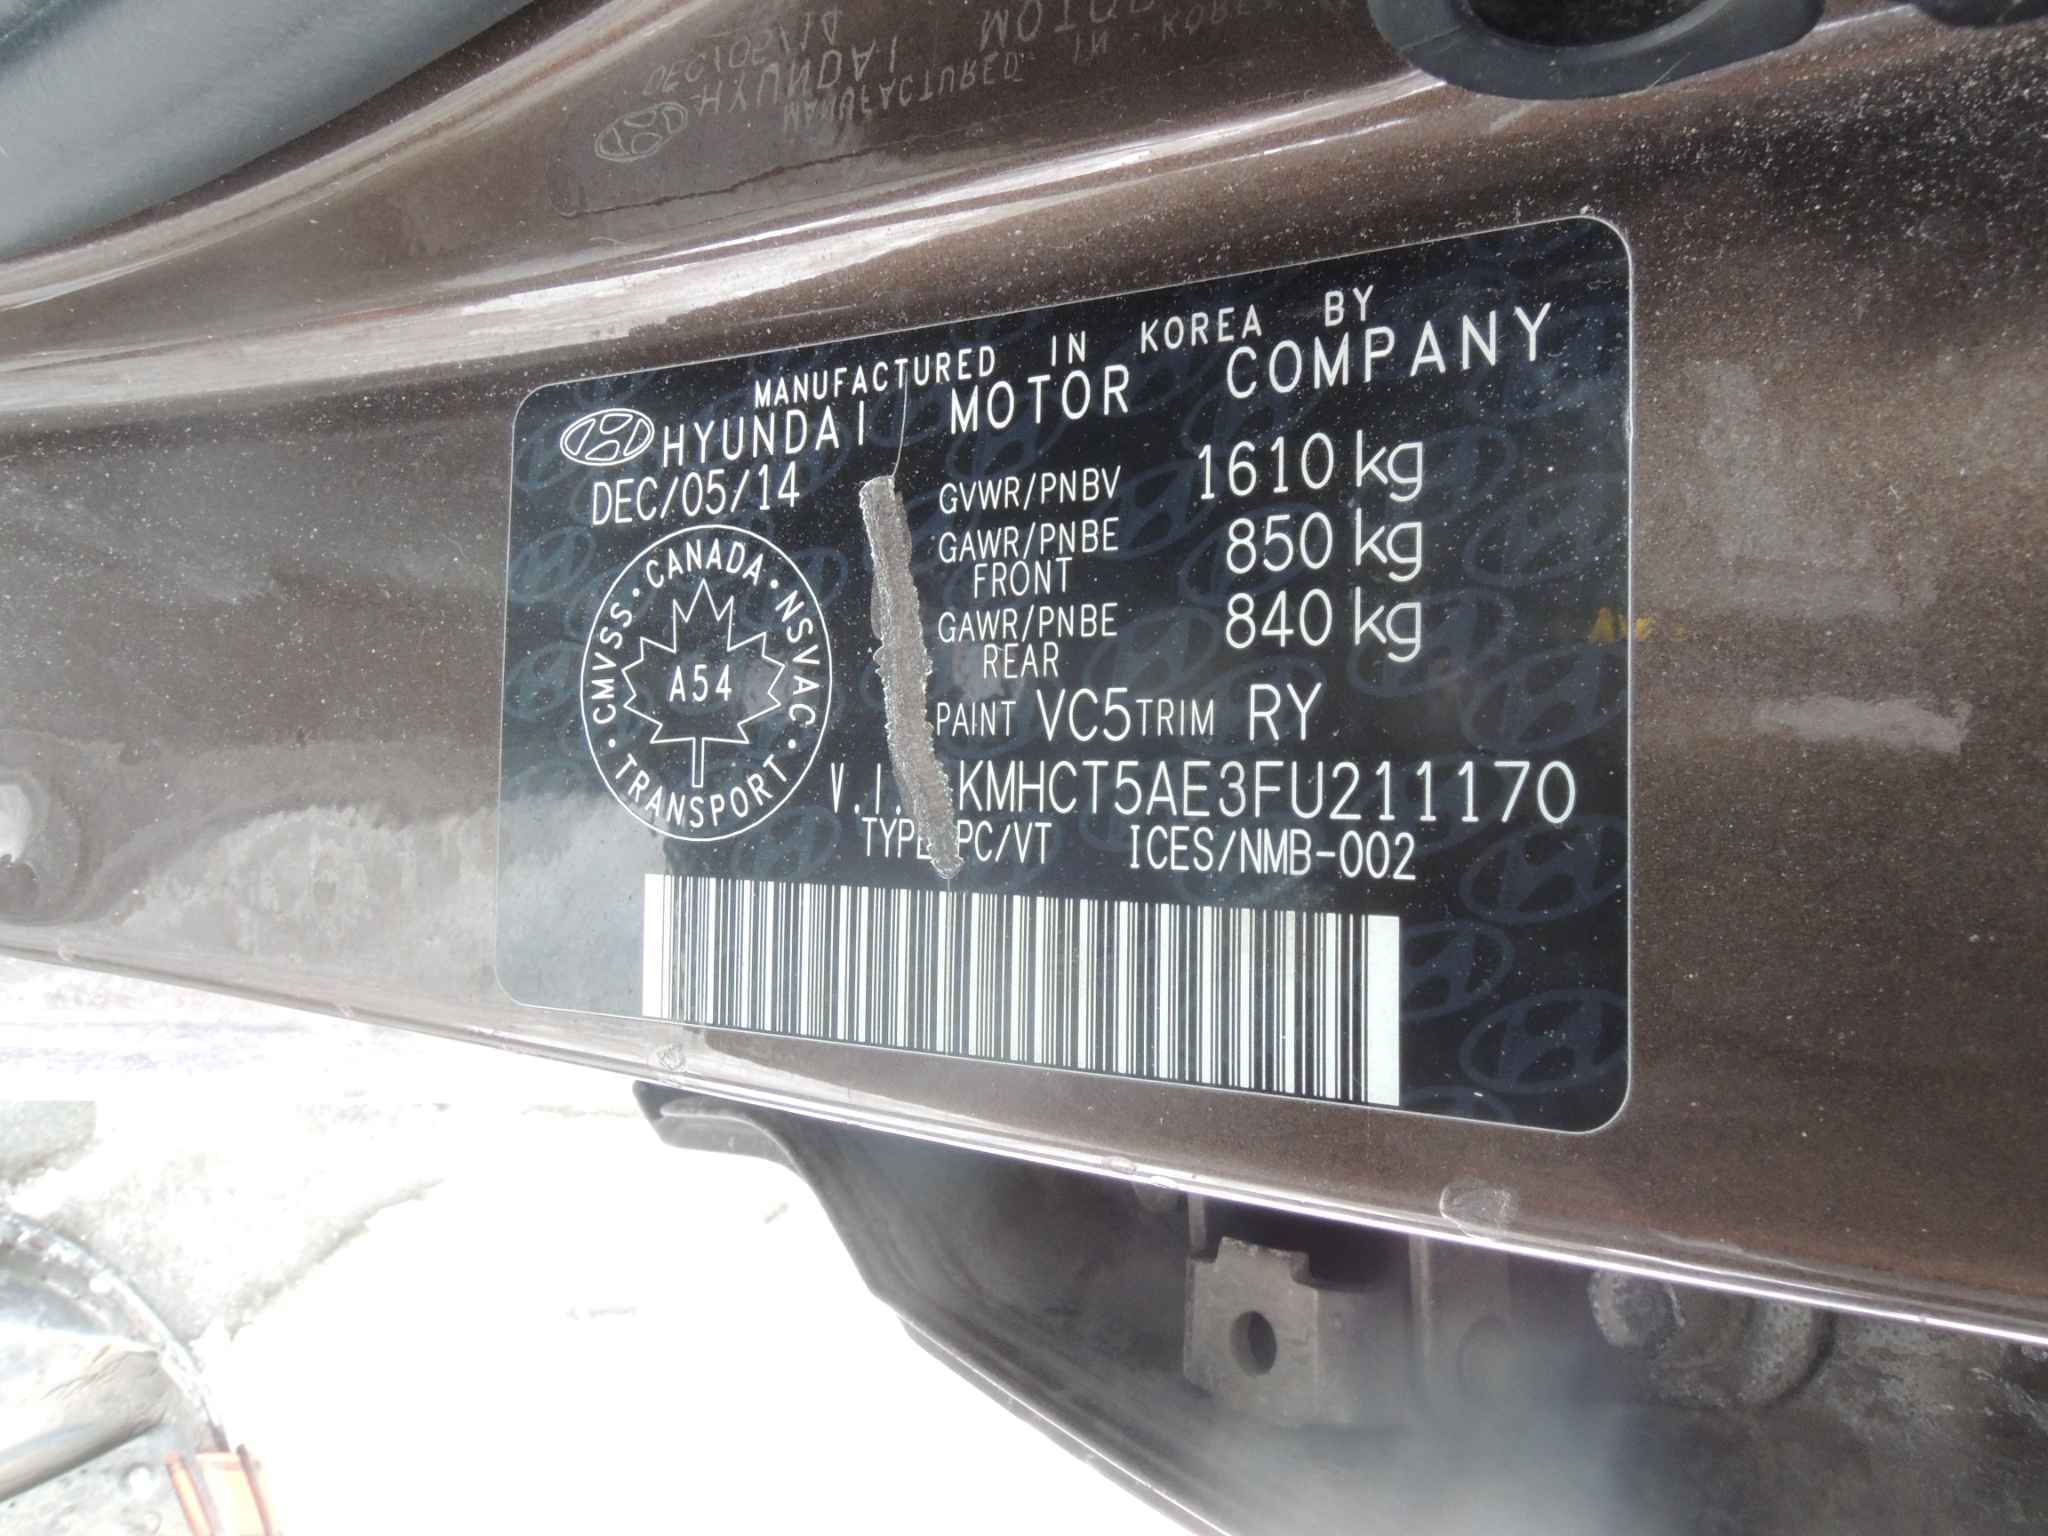 MANUFACTURED IN KOREA BY
HYUNDAI MOTOR COMPANY
DEC/05/14
GVWR/PNBV 1610 kg
GAWR/PNBE FRONT 850 kg
GAWR/PNBE REAR 840 kg
CMVSS · CANADA · NSVAC · TRANSPORT ·
A54
PAINT VC5 TRIM RY
V.I. KMHCT5AE3FU211170
TYPE PC/VT ICES/NMB-002